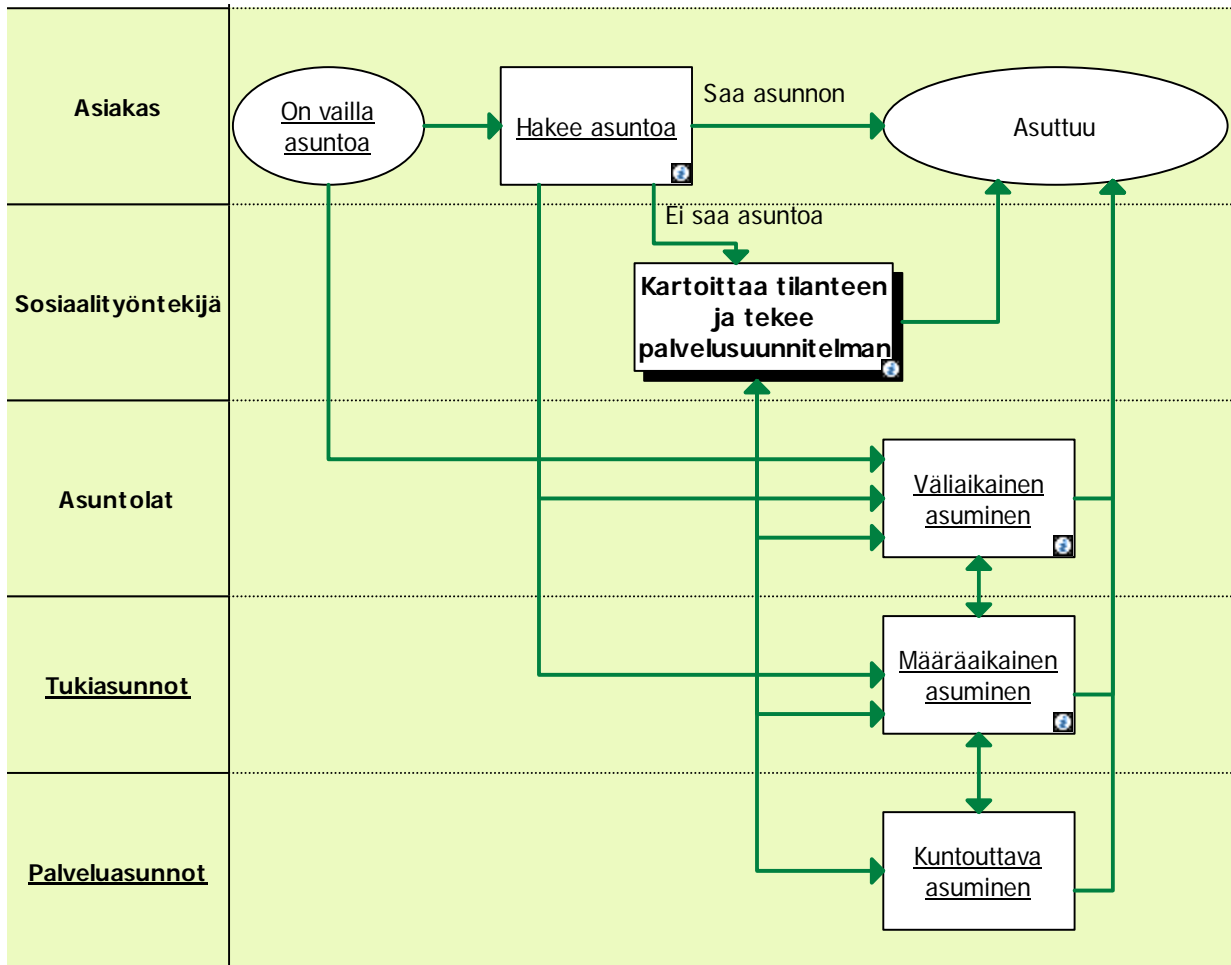 Asiakas
On vailla
asuntoa
Hakee asuntoa
Saa asunnon
Asuttuu
Ei saa asuntoa
Sosiaalityöntekijä
Kartoittaa tilanteen
ja tekee
palvelusuunnitelman
Asuntolat
Väliaikainen
asuminen
Tukiasunnot
Määräaikainen
asuminen
Palveluasunnot
Kuntouttava
asuminen